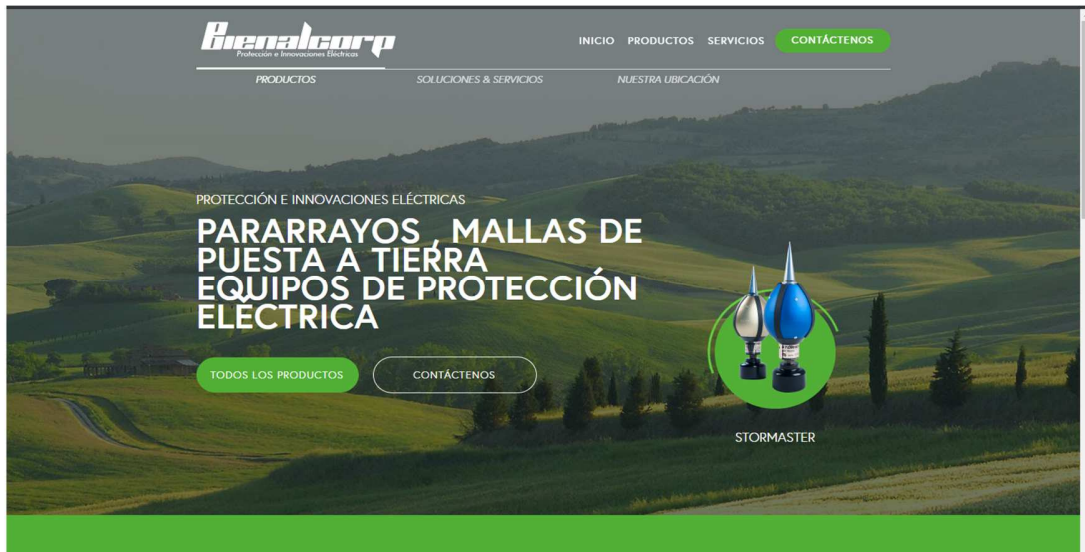 Bienalcorp
Protección e Innovaciones Eléctricas
INICIO PRODUCTOS SERVICIOS CONTÁCTENOS
PRODUCTOS SOLUCIONES & SERVICIOS NUESTRA UBICACIÓN
PROTECCIÓN E INNOVACIONES ELÉCTRICAS
PARARRAYOS , MALLAS DE
PUESTA A TIERRA
EQUIPOS DE PROTECCIÓN
ELÉCTRICA
TODOS LOS PRODUCTOS CONTÁCTENOS
STORMASTER